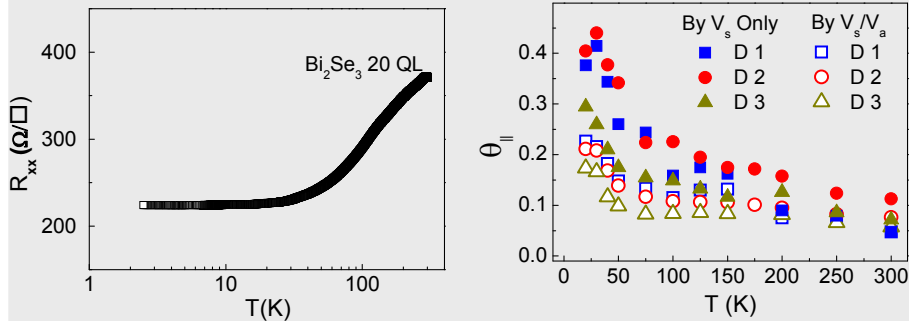 400
300
200
R_xx (Ω/□)
Bi₂Se₃ 20 QL
1
10
100
T(K)
0.4
0.3
0.2
0.1
0.0
θ_||
By Vₛ Only
By Vₛ/Vₐ
D 1
D 1
D 2
D 2
D 3
D 3
0
50
100
150
200
250
300
T (K)